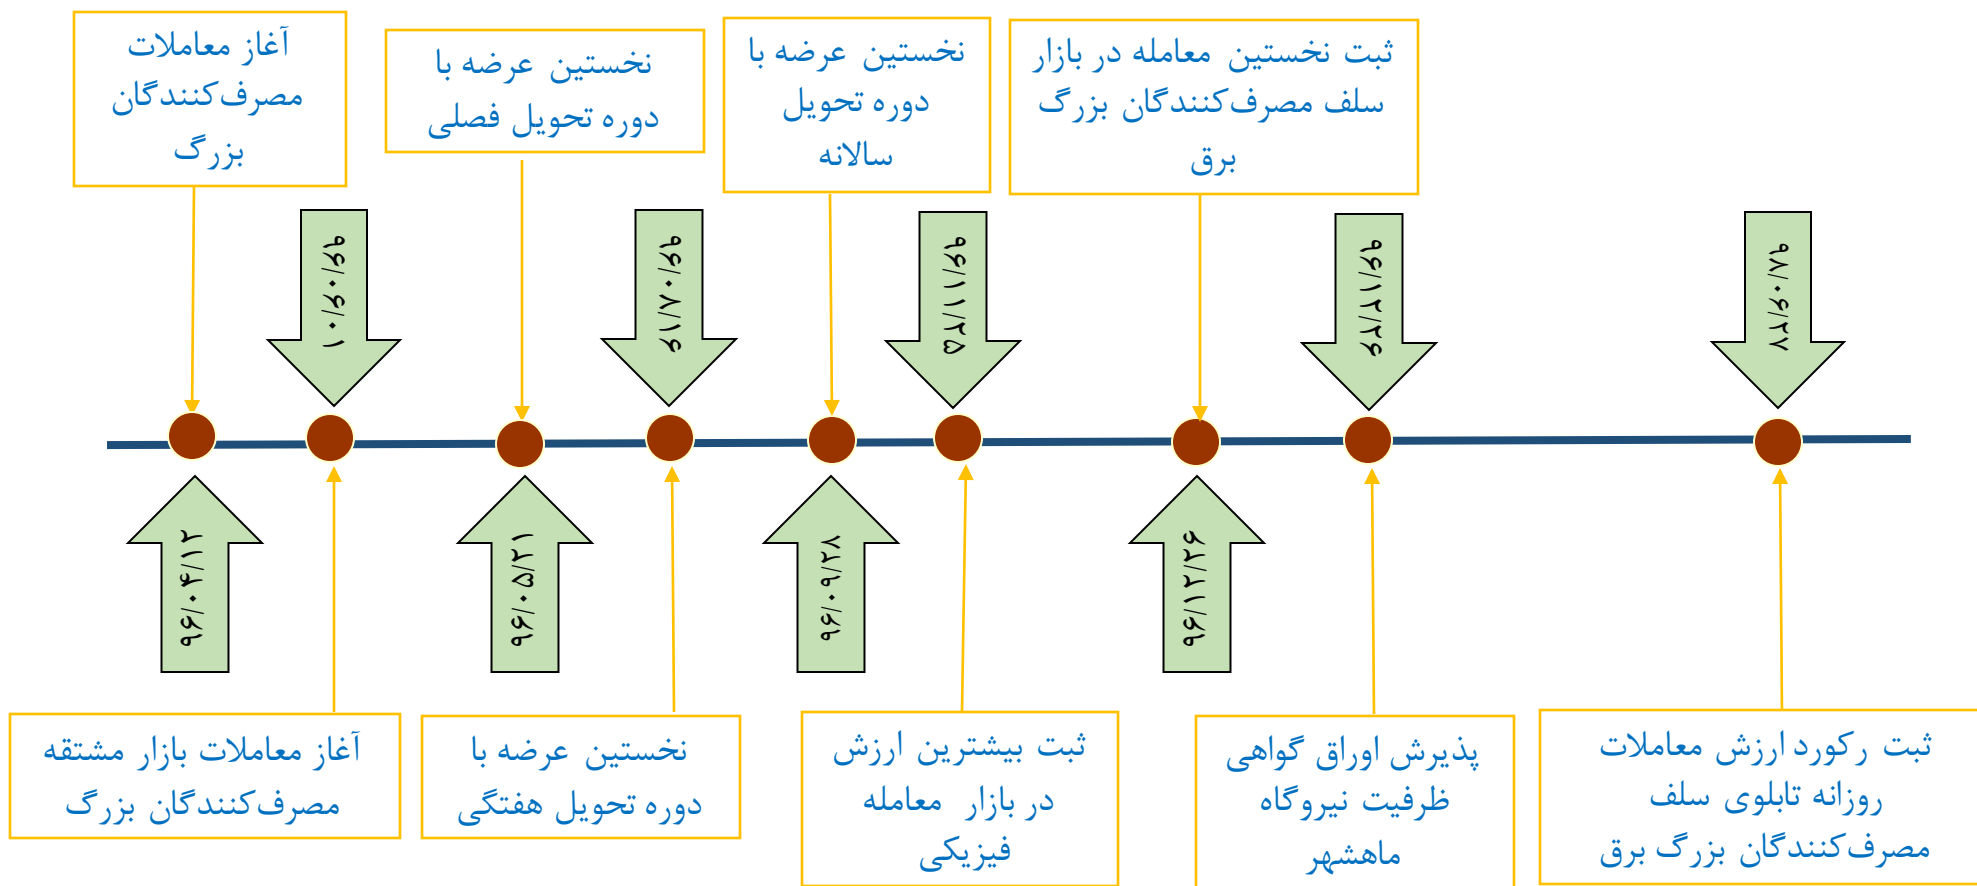 آغاز معاملات
مصرف‌کنندگان
بزرگ
نخستین عرضه با
دوره تحویل فصلی
نخستین عرضه با
دوره تحویل
سالانه
ثبت نخستین معامله در بازار
سلف مصرف‌کنندگان بزرگ
برق
۹۶/۰۶/۰۱
۹۶/۰۸/۱۶
۹۶/۱۱/۲۵
۹۶/۱۲/۲۶
۹۸/۰۶/۲۷
۹۶/۰۴/۱۲
۹۶/۰۵/۲۱
۹۶/۰۹/۲۸
۹۶/۱۲/۲۶
آغاز معاملات بازار مشتقه
مصرف‌کنندگان بزرگ
نخستین عرضه با
دوره تحویل هفتگی
ثبت بیشترین ارزش
در بازار معامله
فیزیکی
پذیرش اوراق گواهی
ظرفیت نیروگاه
ماهشهر
ثبت رکورد ارزش معاملات
روزانه تابلوی سلف
مصرف‌کنندگان بزرگ برق